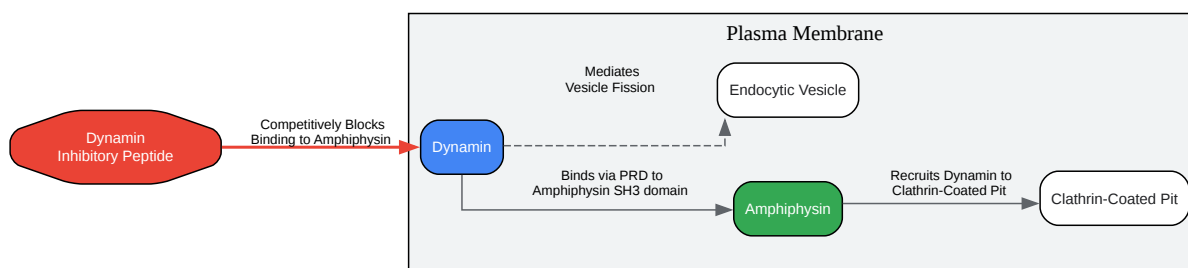 Plasma Membrane
Mediates
Vesicle Fission
Endocytic Vesicle
Dynamin
Inhibitory Peptide
Competitively Blocks
Binding to Amphiphysin
Dynamin
Binds via PRD to
Amphiphysin SH3 domain
Amphiphysin
Recruits Dynamin to
Clathrin-Coated Pit
Clathrin-Coated Pit